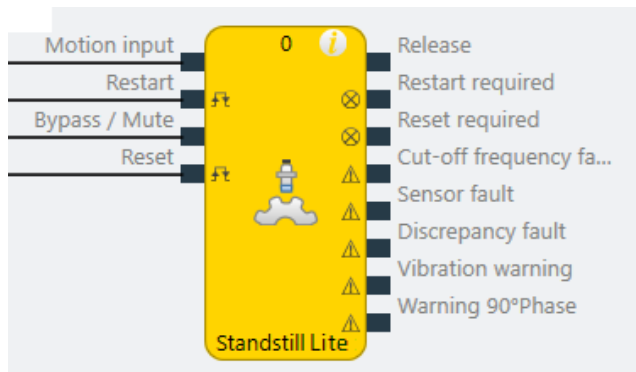 Motion input
Restart
Bypass / Mute
Reset
0
i
Release
Restart required
Reset required
Cut-off frequency fa...
Sensor fault
Discrepancy fault
Vibration warning
Warning 90°Phase
Standstill Lite